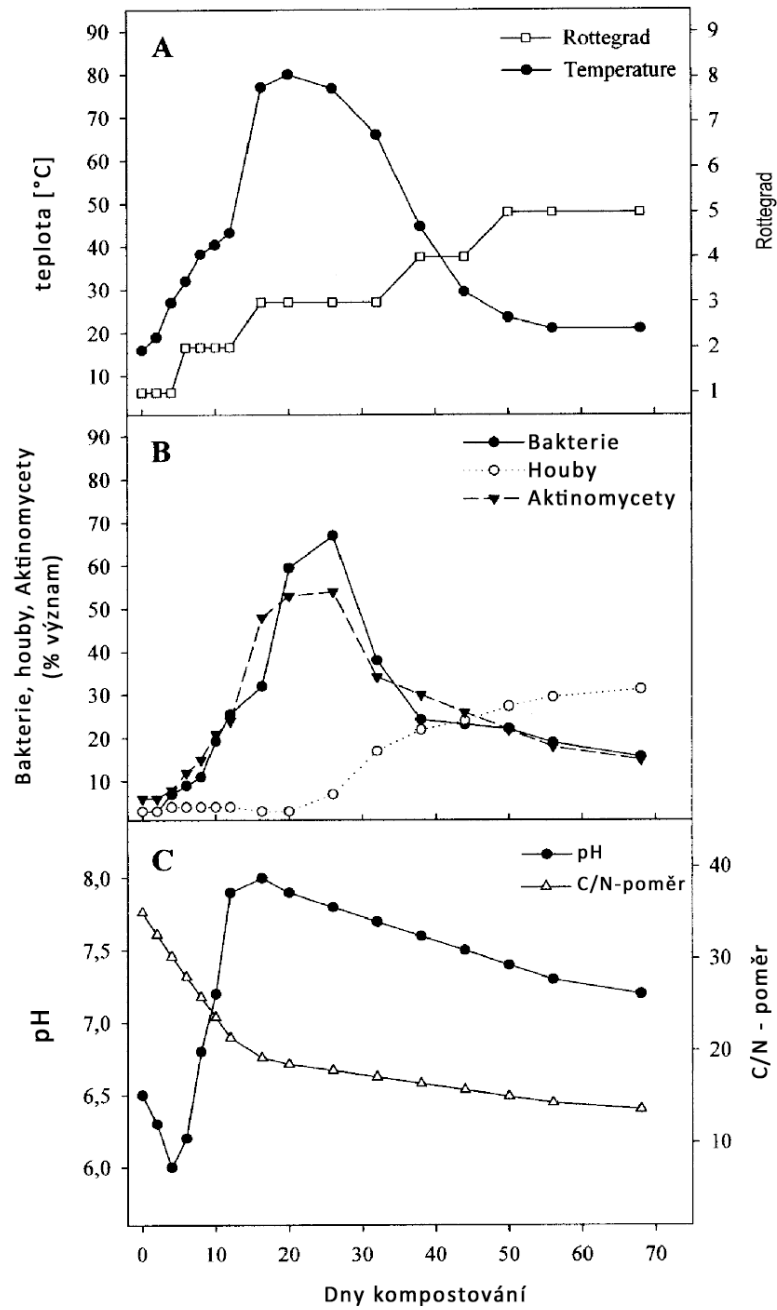 A
Rottegrad
Temperature
90
80
70
60
50
40
30
20
10
teplota [°C]
9
8
7
6
5
4
3
2
1
Rottegrad
B
Bakterie
Houby
Aktinomycety
90
80
70
60
50
40
30
20
10
Bakterie, houby, Aktinomycety
(% význam)
C
pH
C/N-poměr
8,0
7,5
7,0
6,5
6,0
pH
40
30
20
10
C/N - poměr
0 10 20 30 40 50 60 70
Dny kompostování